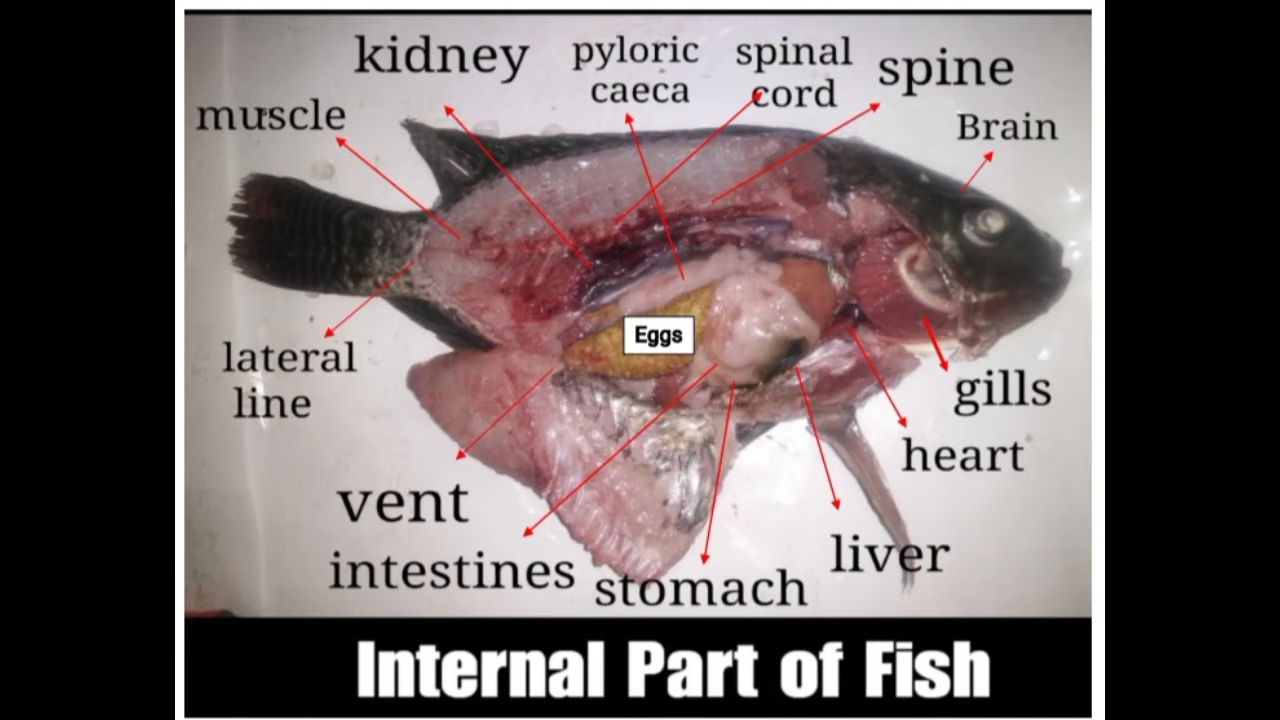 kidney
pyloric
caeca
spinal
cord
spine
muscle
Brain
lateral
line
Eggs
gills
heart
vent
intestines
stomach
liver
Internal Part of Fish